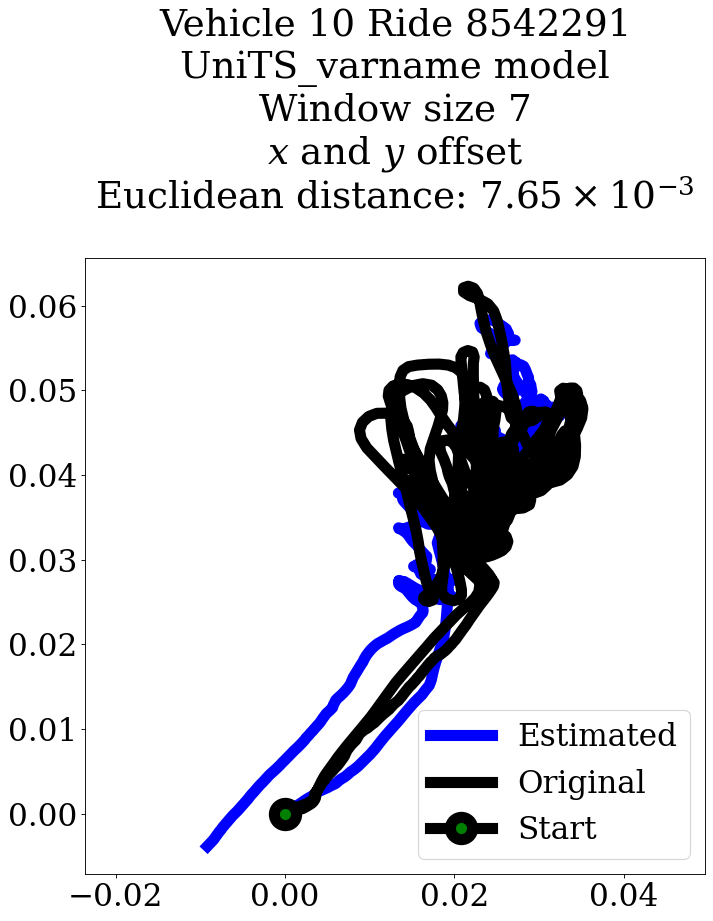 Vehicle 10 Ride 8542291
UniTS_varname model
Window size 7
x and y offset
Euclidean distance: 7.65 × 10⁻³
0.06
0.05
0.04
0.03
0.02
0.01
0.00
Estimated
Original
Start
−0.02 0.00 0.02 0.04